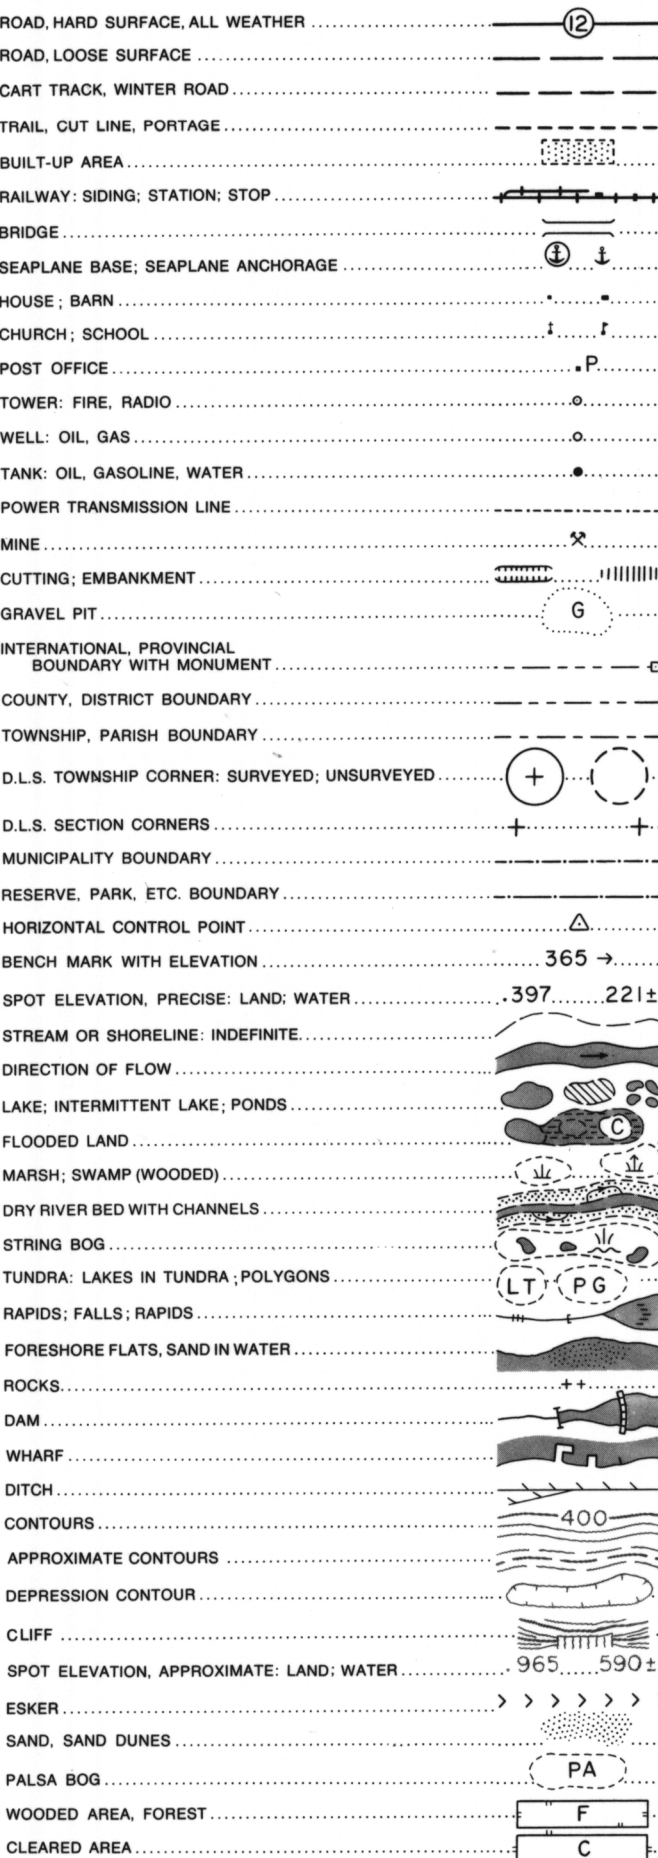 ROAD, HARD SURFACE, ALL WEATHER 12
ROAD, LOOSE SURFACE
CART TRACK, WINTER ROAD
TRAIL, CUT LINE, PORTAGE
BUILT-UP AREA
RAILWAY: SIDING; STATION; STOP
BRIDGE
SEAPLANE BASE; SEAPLANE ANCHORAGE
HOUSE; BARN
CHURCH; SCHOOL
POST OFFICE P
TOWER: FIRE, RADIO
WELL: OIL, GAS
TANK: OIL, GASOLINE, WATER
POWER TRANSMISSION LINE
MINE
CUTTING; EMBANKMENT
GRAVEL PIT G
INTERNATIONAL, PROVINCIAL
BOUNDARY WITH MONUMENT
COUNTY, DISTRICT BOUNDARY
TOWNSHIP, PARISH BOUNDARY
D.L.S. TOWNSHIP CORNER: SURVEYED; UNSURVEYED
D.L.S. SECTION CORNERS
MUNICIPALITY BOUNDARY
RESERVE, PARK, ETC. BOUNDARY
HORIZONTAL CONTROL POINT
BENCH MARK WITH ELEVATION 365 →
SPOT ELEVATION, PRECISE: LAND; WATER .397 221±
STREAM OR SHORELINE: INDEFINITE
DIRECTION OF FLOW
LAKE; INTERMITTENT LAKE; PONDS
FLOODED LAND C
MARSH; SWAMP (WOODED)
DRY RIVER BED WITH CHANNELS
STRING BOG
TUNDRA: LAKES IN TUNDRA; POLYGONS LT PG
RAPIDS; FALLS; RAPIDS
FORESHORE FLATS, SAND IN WATER
ROCKS ++
DAM
WHARF
DITCH
CONTOURS 400
APPROXIMATE CONTOURS
DEPRESSION CONTOUR
CLIFF
SPOT ELEVATION, APPROXIMATE: LAND; WATER .965 590±
ESKER
SAND, SAND DUNES
PALSA BOG PA
WOODED AREA, FOREST F
CLEARED AREA C